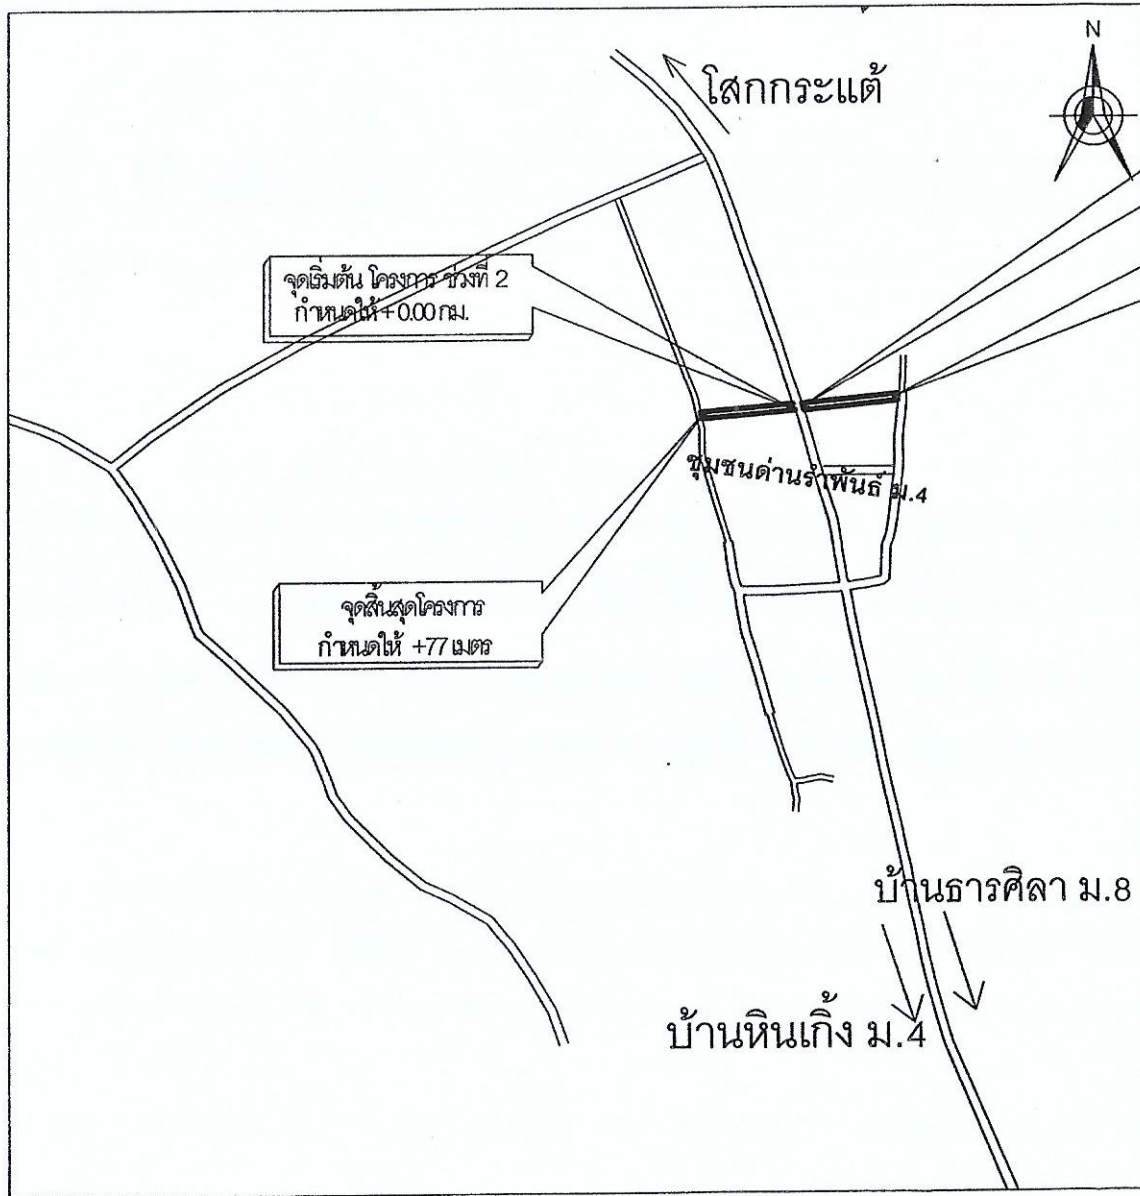 N
โสกกระแต้
จุดเริ่มต้น โครงการ ช่วงที่ 2
กำหนดให้ +0.00 กม.
ชุมชนด่านรำพันธ์ ม.4
จุดสิ้นสุดโครงการ
กำหนดให้ +77 เมตร
บ้านธารศิลา ม.8
บ้านหินเกิ้ง ม.4